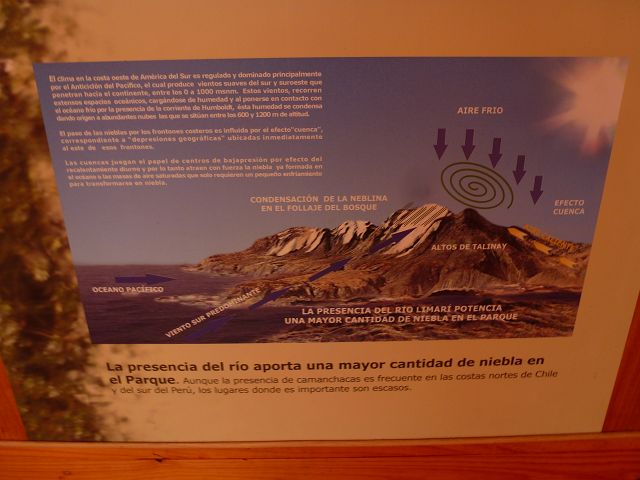 El clima en la costa oeste de América del Sur es regulado y dominado principalmente
por el Anticiclón del Pacífico, el cual produce vientos suaves del sur y suroeste que
penetran hacia el continente, entre los 0 a 1000 msnm. Estos vientos, recorren
extensos espacios oceánicos, cargándose de humedad y al ponerse en contacto con
el océano frío por la presencia de la corriente de Humboldt, ésta humedad se condensa
dando origen a abundantes nubes las que se sitúan entre los 600 y 1200 m de altitud.
El paso de las nieblas por los frontones costeros es influida por el efecto"cuenca",
correspondiente a "depresiones geográficas" ubicadas inmediatamente
al este de esos frontones.
Las cuencas juegan el papel de centros de bajapresión por efecto del
recalentamiento diurno y por lo tanto atraen con fuerza la niebla ya formada en
el océano o las masas de aire saturadas que solo requieren un pequeño enfriamiento
para transformarse en niebla.
AIRE FRIO
CONDENSACIÓN DE LA NEBLINA
EN EL FOLLAJE DEL BOSQUE
EFECTO
CUENCA
ALTOS DE TALINAY
OCEANO PACÍFICO
VIENTO SUR PREDOMINANTE
LA PRESENCIA DEL RÍO LIMARÍ POTENCIA
UNA MAYOR CANTIDAD DE NIEBLA EN EL PARQUE
La presencia del río aporta una mayor cantidad de niebla en
el Parque. Aunque la presencia de camanchacas es frecuente en las costas nortes de Chile
y del sur del Perú, los lugares donde es importante son escasos.